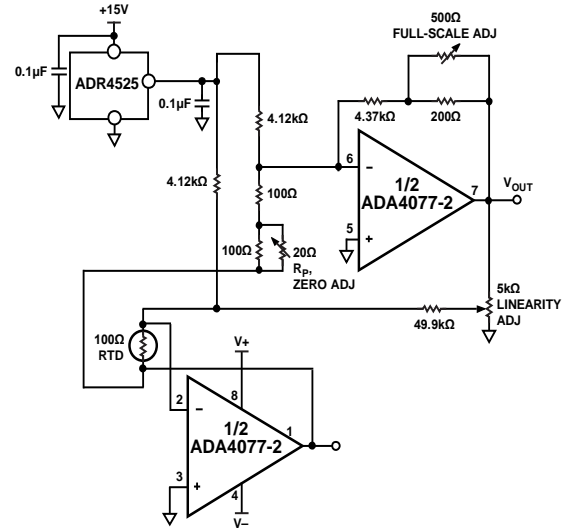 +15V
500Ω
FULL-SCALE ADJ
0.1µF
ADR4525
0.1µF
4.12kΩ
4.37kΩ
200Ω
4.12kΩ
6
–
1/2
ADA4077-2
7
VOUT
100Ω
5
+
100Ω
20Ω
RP,
ZERO ADJ
5kΩ
LINEARITY
ADJ
49.9kΩ
100Ω
RTD
V+
8
2
–
1/2
ADA4077-2
1
3
+
4
V–